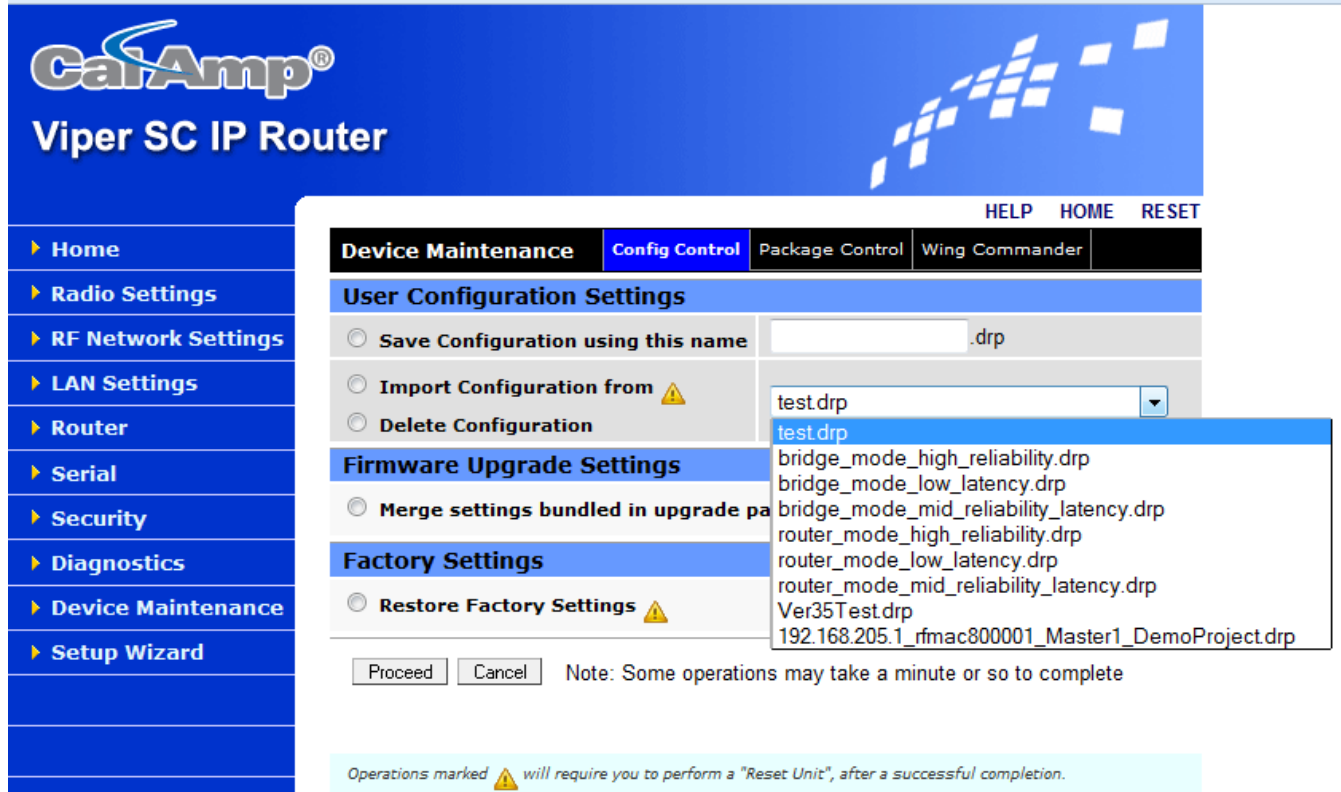 CalAmp®
Viper SC IP Router
HELP HOME RESET
Home
Radio Settings
RF Network Settings
LAN Settings
Router
Serial
Security
Diagnostics
Device Maintenance
Setup Wizard
Device Maintenance Config Control Package Control Wing Commander
User Configuration Settings
Save Configuration using this name .drp
Import Configuration from
Delete Configuration
test.drp
test.drp
bridge_mode_high_reliability.drp
bridge_mode_low_latency.drp
bridge_mode_mid_reliability_latency.drp
router_mode_high_reliability.drp
router_mode_low_latency.drp
router_mode_mid_reliability_latency.drp
Ver35Test.drp
192.168.205.1_rfmac800001_Master1_DemoProject.drp
Firmware Upgrade Settings
Merge settings bundled in upgrade pa
Factory Settings
Restore Factory Settings
Proceed Cancel Note: Some operations may take a minute or so to complete
Operations marked will require you to perform a "Reset Unit", after a successful completion.